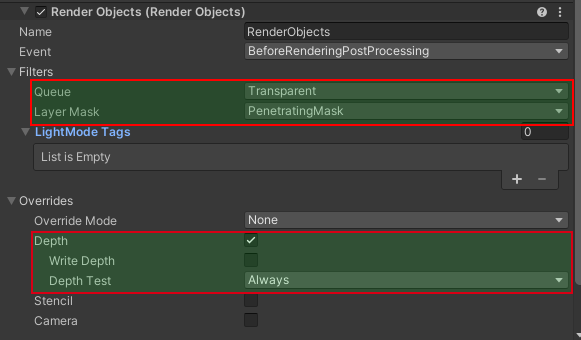 Render Objects (Render Objects)
Name RenderObjects
Event BeforeRenderingPostProcessing
Filters
Queue Transparent
Layer Mask PenetratingMask
LightMode Tags 0
List is Empty
+ −
Overrides
Override Mode None
Depth
Write Depth
Depth Test Always
Stencil
Camera